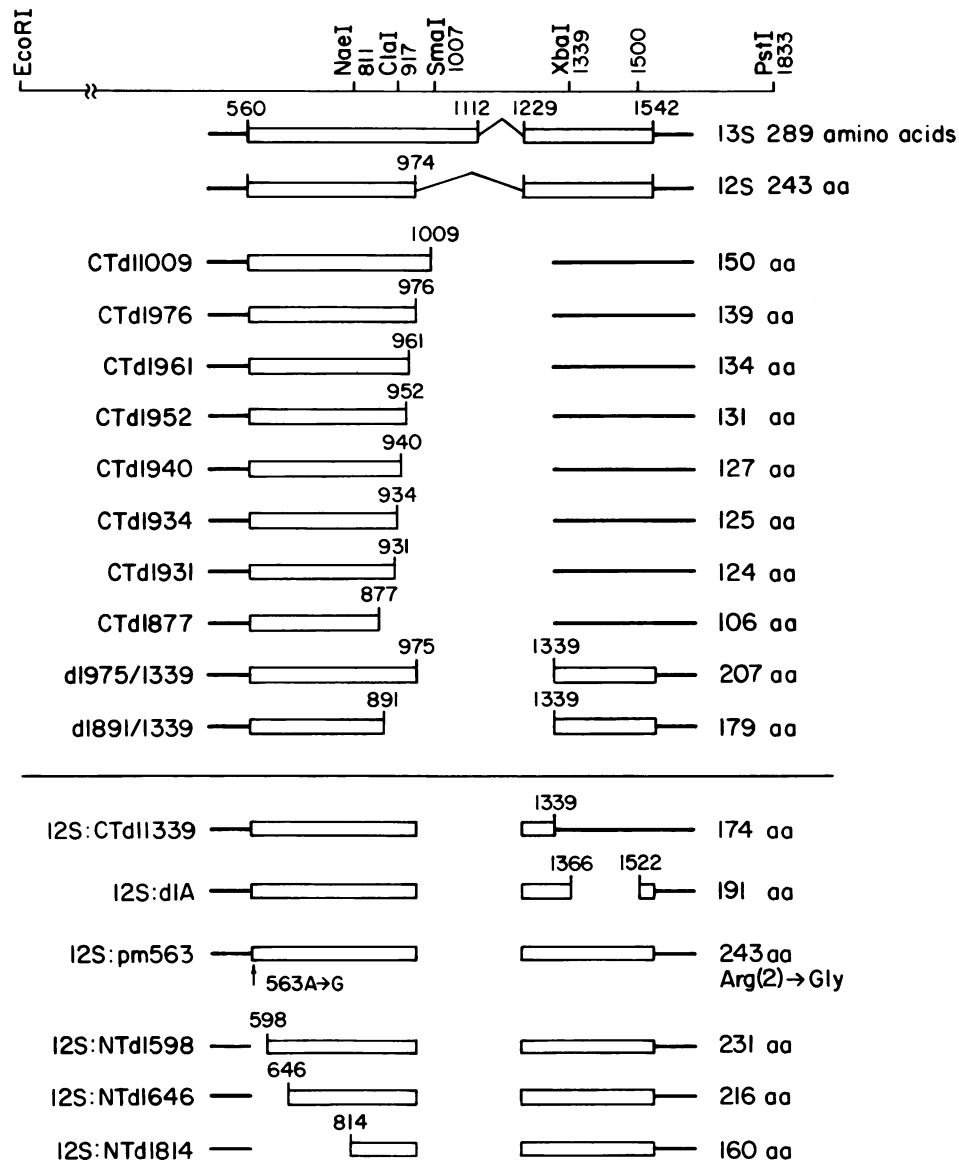 EcoRI
NaeI 811
ClaI 917
SmaI 1007
XbaI 1339
1500
PstI 1833
560 1112 1229 1542
13S 289 amino acids
974
12S 243 aa
1009
CTdl1009 150 aa
976
CTdl976 139 aa
961
CTdl961 134 aa
952
CTdl952 131 aa
940
CTdl940 127 aa
934
CTdl934 125 aa
931
CTdl931 124 aa
877
CTdl877 106 aa
975 1339
dl975/1339 207 aa
891 1339
dl891/1339 179 aa
1339
12S:CTdl1339 174 aa
1366 1522
12S:dlA 191 aa
12S:pm563 243 aa
563A→G Arg(2)→Gly
598
12S:NTdl598 231 aa
646
12S:NTdl646 216 aa
814
12S:NTdl814 160 aa